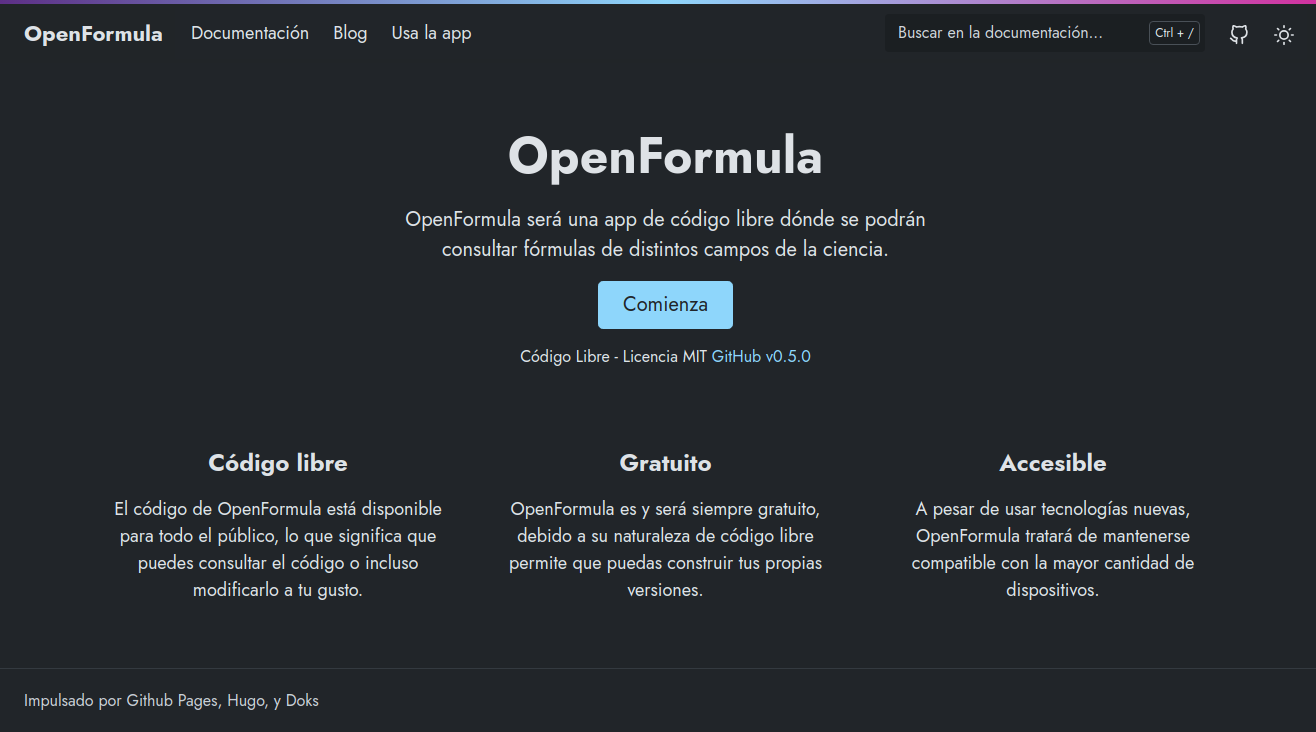 OpenFormula Documentación Blog Usa la app Buscar en la documentación... Ctrl + /
OpenFormula
OpenFormula será una app de código libre dónde se podrán
consultar fórmulas de distintos campos de la ciencia.
Comienza
Código Libre - Licencia MIT GitHub v0.5.0
Código libre
El código de OpenFormula está disponible
para todo el público, lo que significa que
puedes consultar el código o incluso
modificarlo a tu gusto.
Gratuito
OpenFormula es y será siempre gratuito,
debido a su naturaleza de código libre
permite que puedas construir tus propias
versiones.
Accesible
A pesar de usar tecnologías nuevas,
OpenFormula tratará de mantenerse
compatible con la mayor cantidad de
dispositivos.
Impulsado por Github Pages, Hugo, y Doks